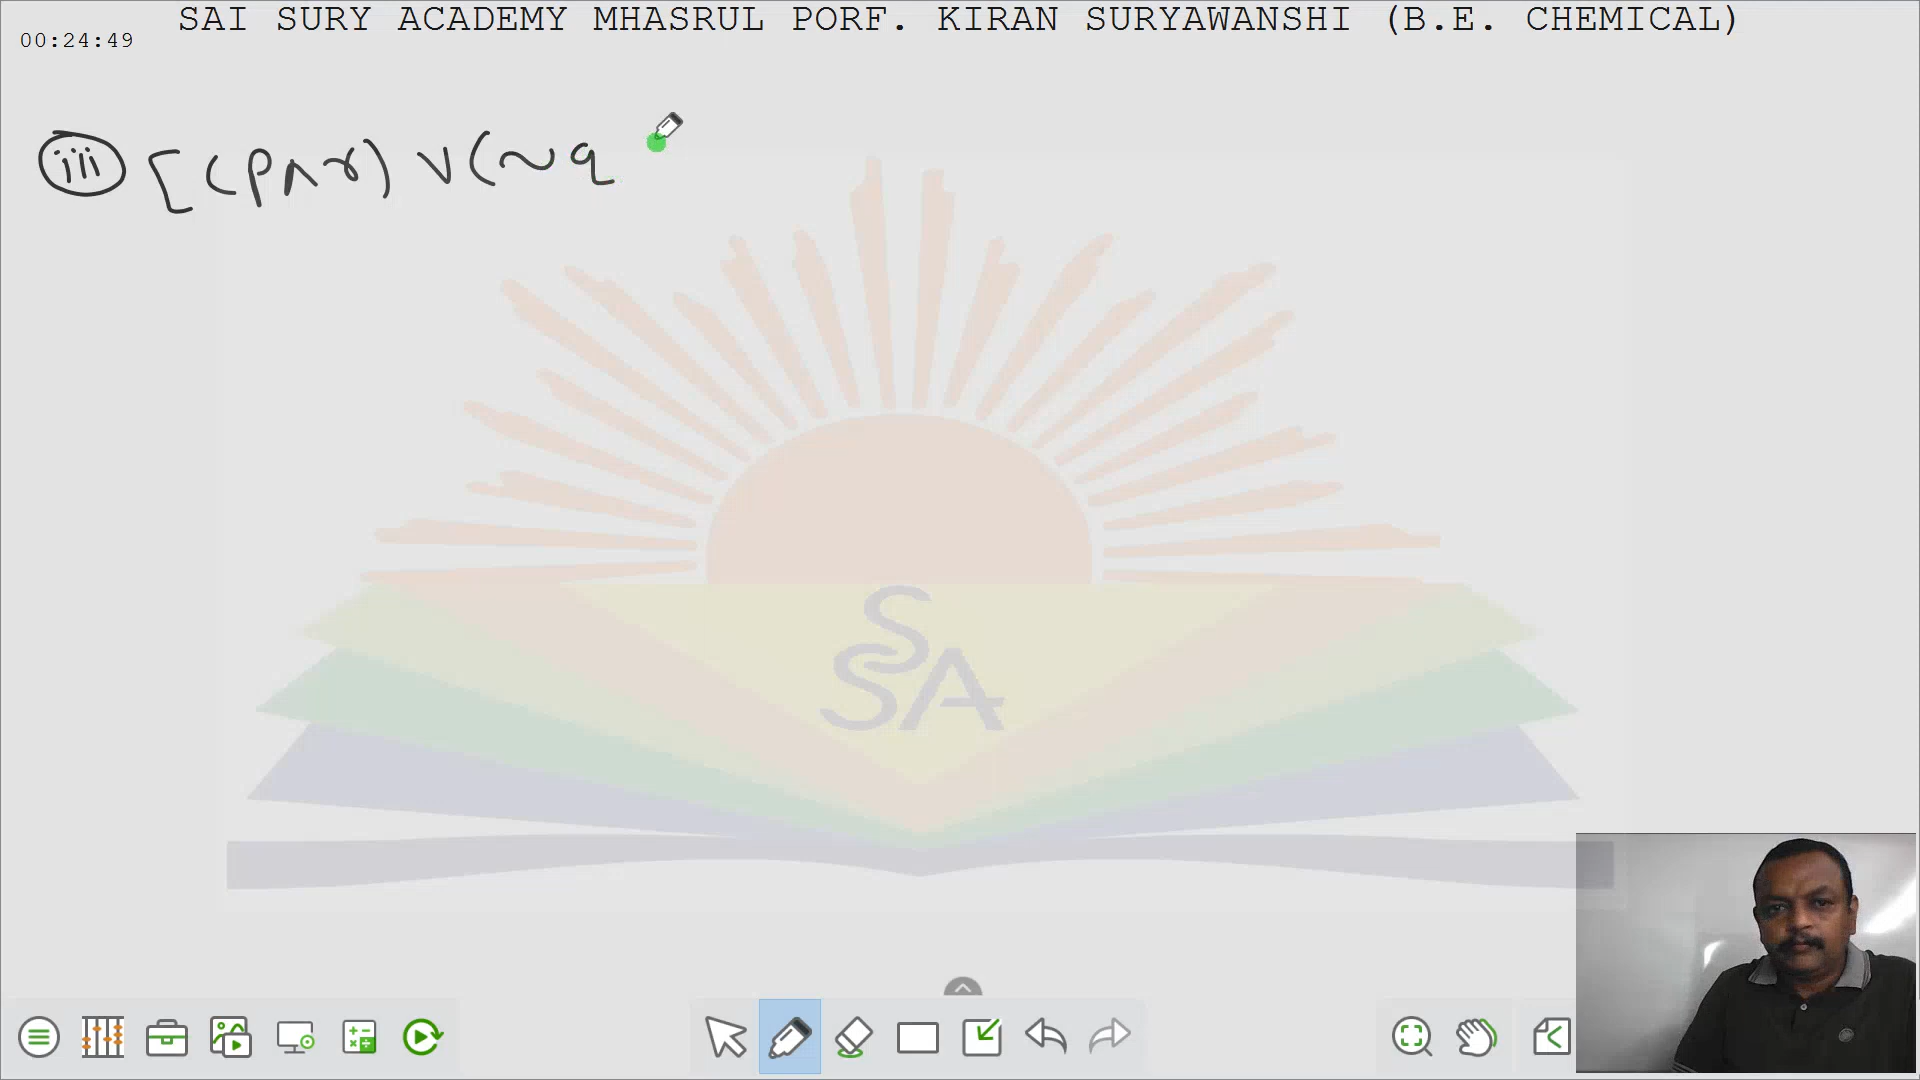 SAI SURY ACADEMY MHASRUL PORF. KIRAN SURYAWANSHI (B.E. CHEMICAL)
00:24:49
iii [(p∧r) ∨(~q
SSA